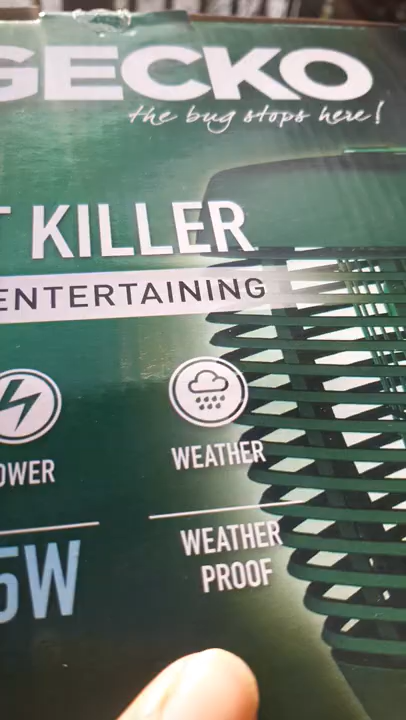 GECKO
the bug stops here!
T KILLER
ENTERTAINING
OWER
WEATHER
5W
WEATHER
PROOF